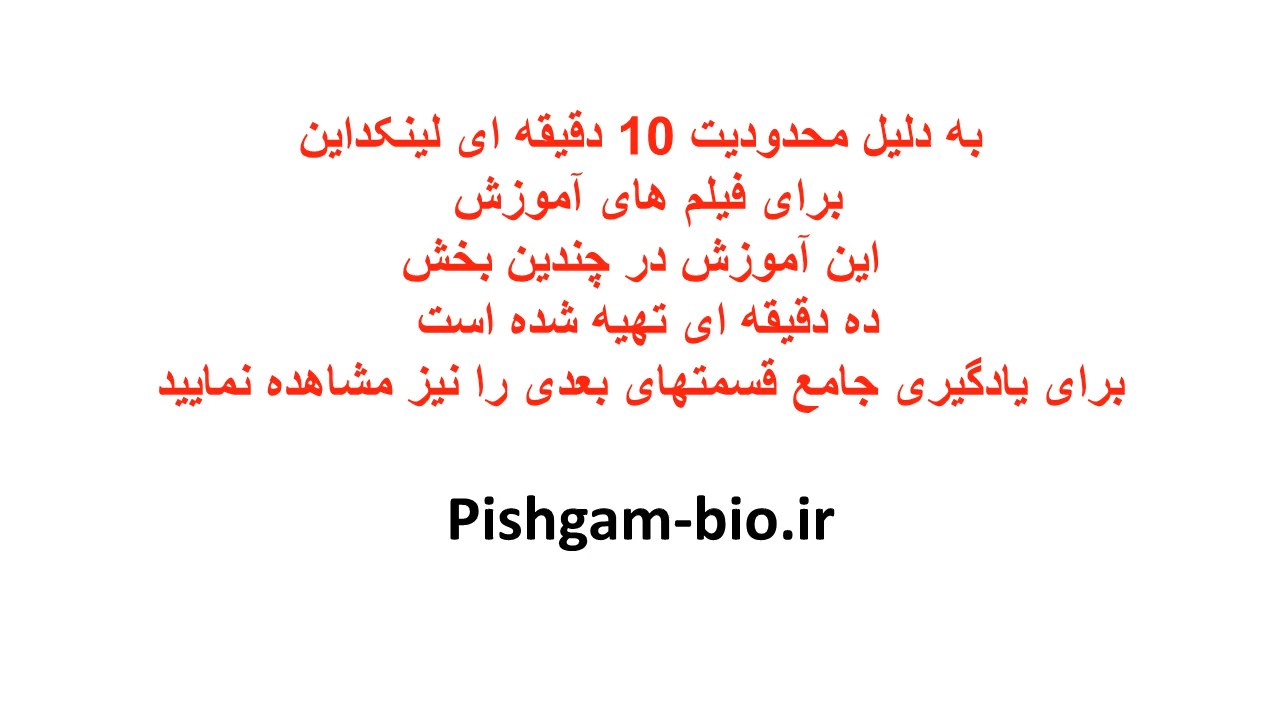 به دلیل محدودیت 10 دقیقه ای لینکداین
برای فیلم های آموزش
این آموزش در چندین بخش
ده دقیقه ای تهیه شده است
برای یادگیری جامع قسمتهای بعدی را نیز مشاهده نمایید
Pishgam-bio.ir